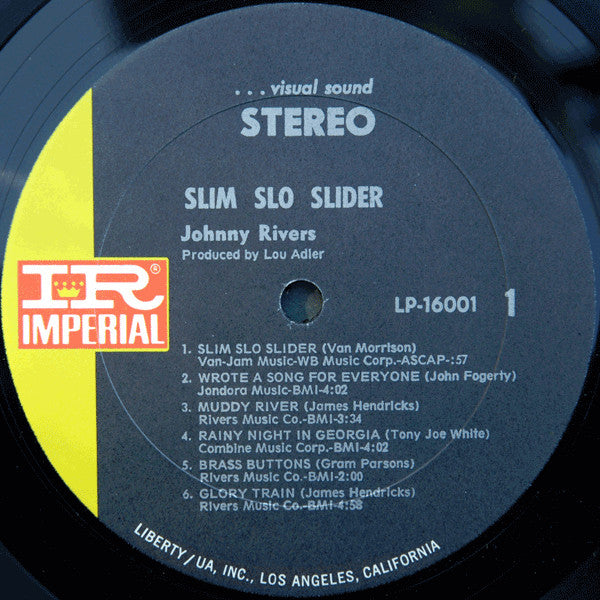 . . . visual sound
STEREO
SLIM SLO SLIDER
Johnny Rivers
Produced by Lou Adler
IR®
IMPERIAL
LP-16001 1
1. SLIM SLO SLIDER (Van Morrison)
Van-Jam Music-WB Music Corp.-ASCAP-:57
2. WROTE A SONG FOR EVERYONE (John Fogerty)
Jondora Music-BMI-4:02
3. MUDDY RIVER (James Hendricks)
Rivers Music Co.-BMI-3:34
4. RAINY NIGHT IN GEORGIA (Tony Joe White)
Combine Music Corp.-BMI-4:02
5. BRASS BUTTONS (Gram Parsons)
Rivers Music Co.-BMI-2:00
6. GLORY TRAIN (James Hendricks)
Rivers Music Co.-BMI-4:58
LIBERTY/UA, INC., LOS ANGELES, CALIFORNIA